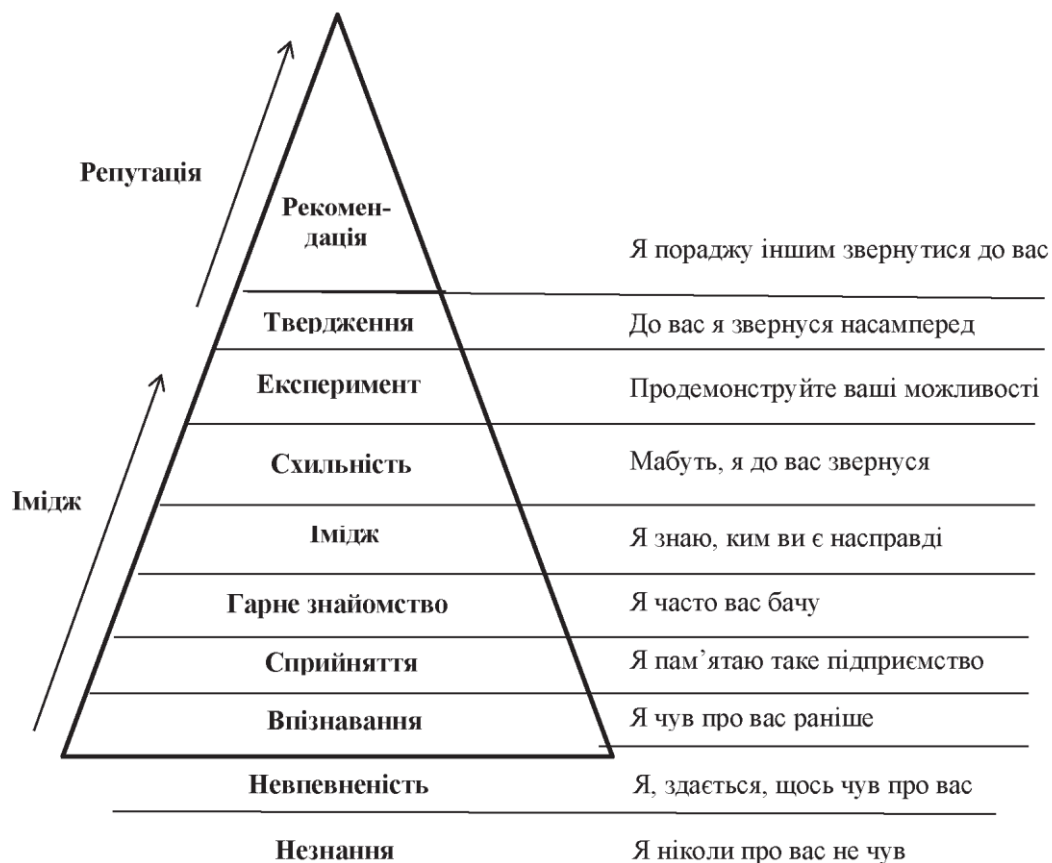 Репутація
Рекомен-
дація
Я пораджу іншим звернутися до вас
Твердження
До вас я звернуся насамперед
Експеримент
Продемонструйте ваші можливості
Схильність
Мабуть, я до вас звернуся
Імідж
Імідж
Я знаю, ким ви є насправді
Гарне знайомство
Я часто вас бачу
Сприйняття
Я пам’ятаю таке підприємство
Впізнавання
Я чув про вас раніше
Невпевненість
Я, здається, щось чув про вас
Незнання
Я ніколи про вас не чув